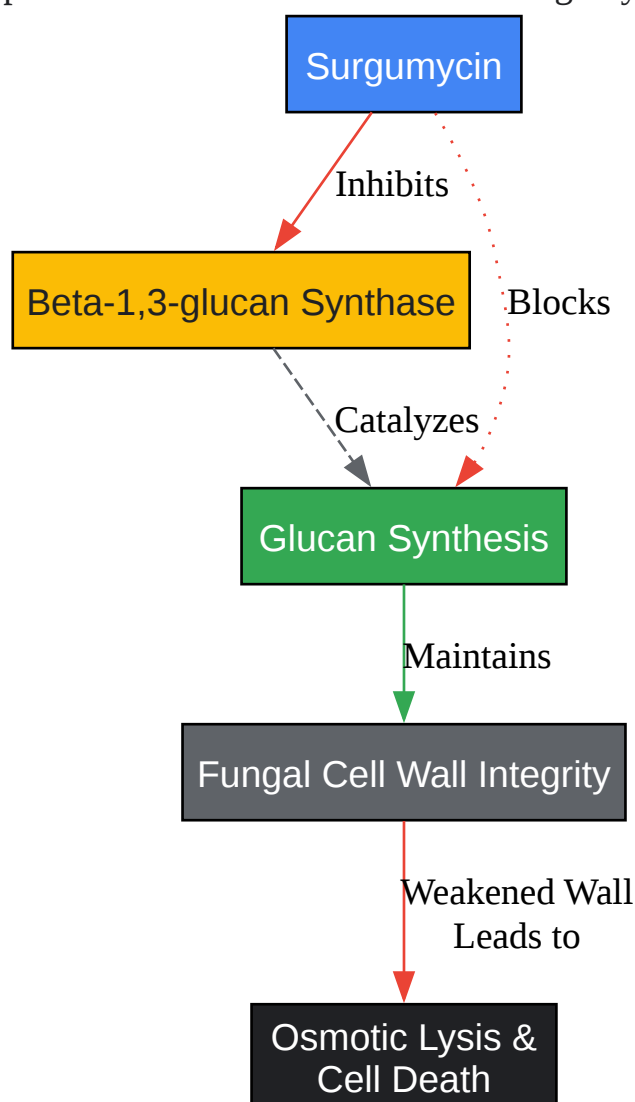 Surgumycin
Inhibits
Beta-1,3-glucan Synthase
Blocks
Catalyzes
Glucan Synthesis
Maintains
Fungal Cell Wall Integrity
Weakened Wall
Leads to
Osmotic Lysis &
Cell Death